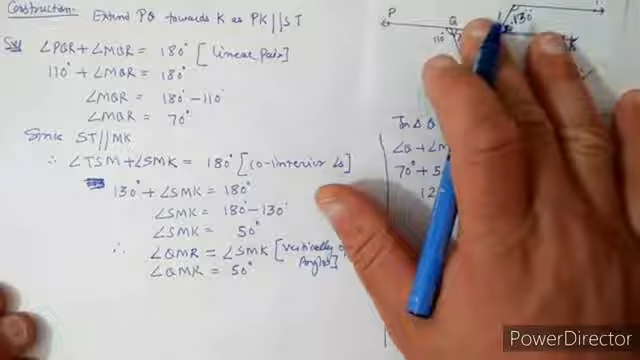 Construction: Extend PQ towards K as PK||ST
Sol ∠PQR + ∠MQR = 180° [linear pair]
110° + ∠MQR = 180°
∠MQR = 180° - 110°
∠MQR = 70°
Since ST||MK
∴ ∠TSM + ∠SMK = 180° [co-interior ∠s]
130° + ∠SMK = 180°
∠SMK = 180° - 130°
∠SMK = 50°
∴ ∠QMR = ∠SMK [vertically
Angles]
∠QMR = 50°
P
Q
110°
130°
K
In Δ Q
∠Q + ∠M
70° + 5
12
PowerDirector